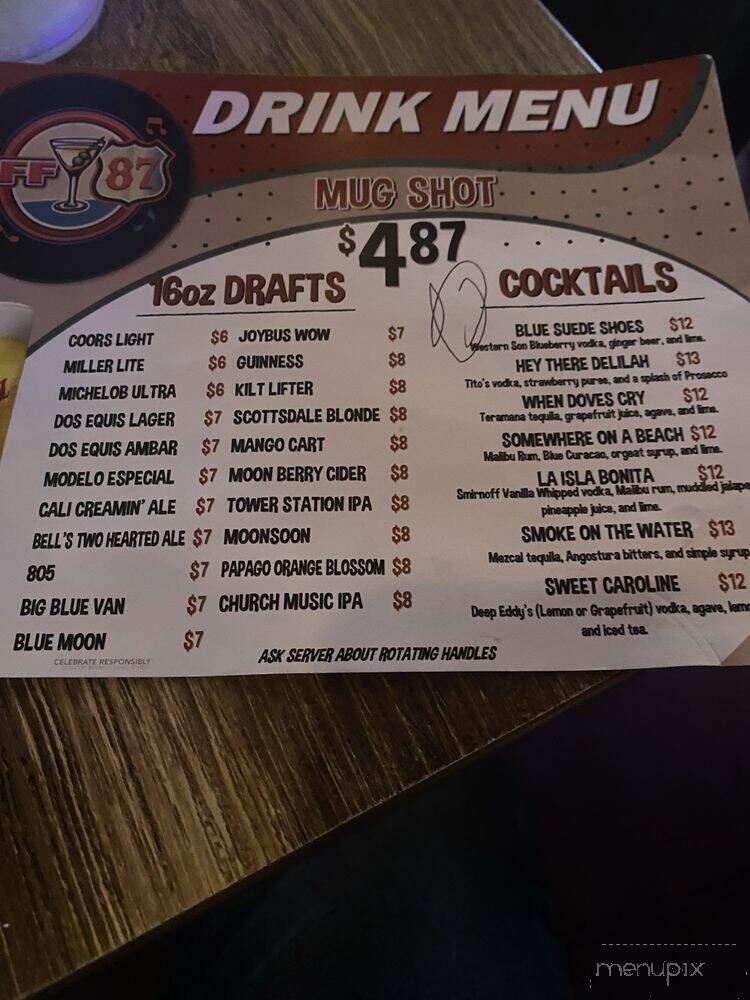 FF 87
DRINK MENU
MUG SHOT
$4.87
16oz DRAFTS
COORS LIGHT $6
MILLER LITE $6
MICHELOB ULTRA $6
DOS EQUIS LAGER $7
DOS EQUIS AMBAR $7
MODELO ESPECIAL $7
CALI CREAMIN' ALE $7
BELL'S TWO HEARTED ALE $7
805 $7
BIG BLUE VAN $7
BLUE MOON $7
JOYBUS WOW $7
GUINNESS $8
KILT LIFTER $8
SCOTTSDALE BLONDE $8
MANGO CART $8
MOON BERRY CIDER $8
TOWER STATION IPA $8
MOONSOON $8
PAPAGO ORANGE BLOSSOM $8
CHURCH MUSIC IPA $8
COCKTAILS
BLUE SUEDE SHOES $12
Western Son Blueberry vodka, ginger beer, and lime.
HEY THERE DELILAH $13
Tito's vodka, strawberry puree, and a splash of Prosecco
WHEN DOVES CRY $12
Teramana tequila, grapefruit juice, agave, and lime.
SOMEWHERE ON A BEACH $12
Malibu Rum, Blue Curacao, orgeat syrup, and lime.
LA ISLA BONITA $12
Smirnoff Vanilla Whipped vodka, Malibu rum, muddled jalape
pineapple juice, and lime.
SMOKE ON THE WATER $13
Mezcal tequila, Angostura bitters, and simple syrup
SWEET CAROLINE $12
Deep Eddy's (Lemon or Grapefruit) vodka, agave, lemo
and iced tea.
CELEBRATE RESPONSIBLY
ASK SERVER ABOUT ROTATING HANDLES
menupix